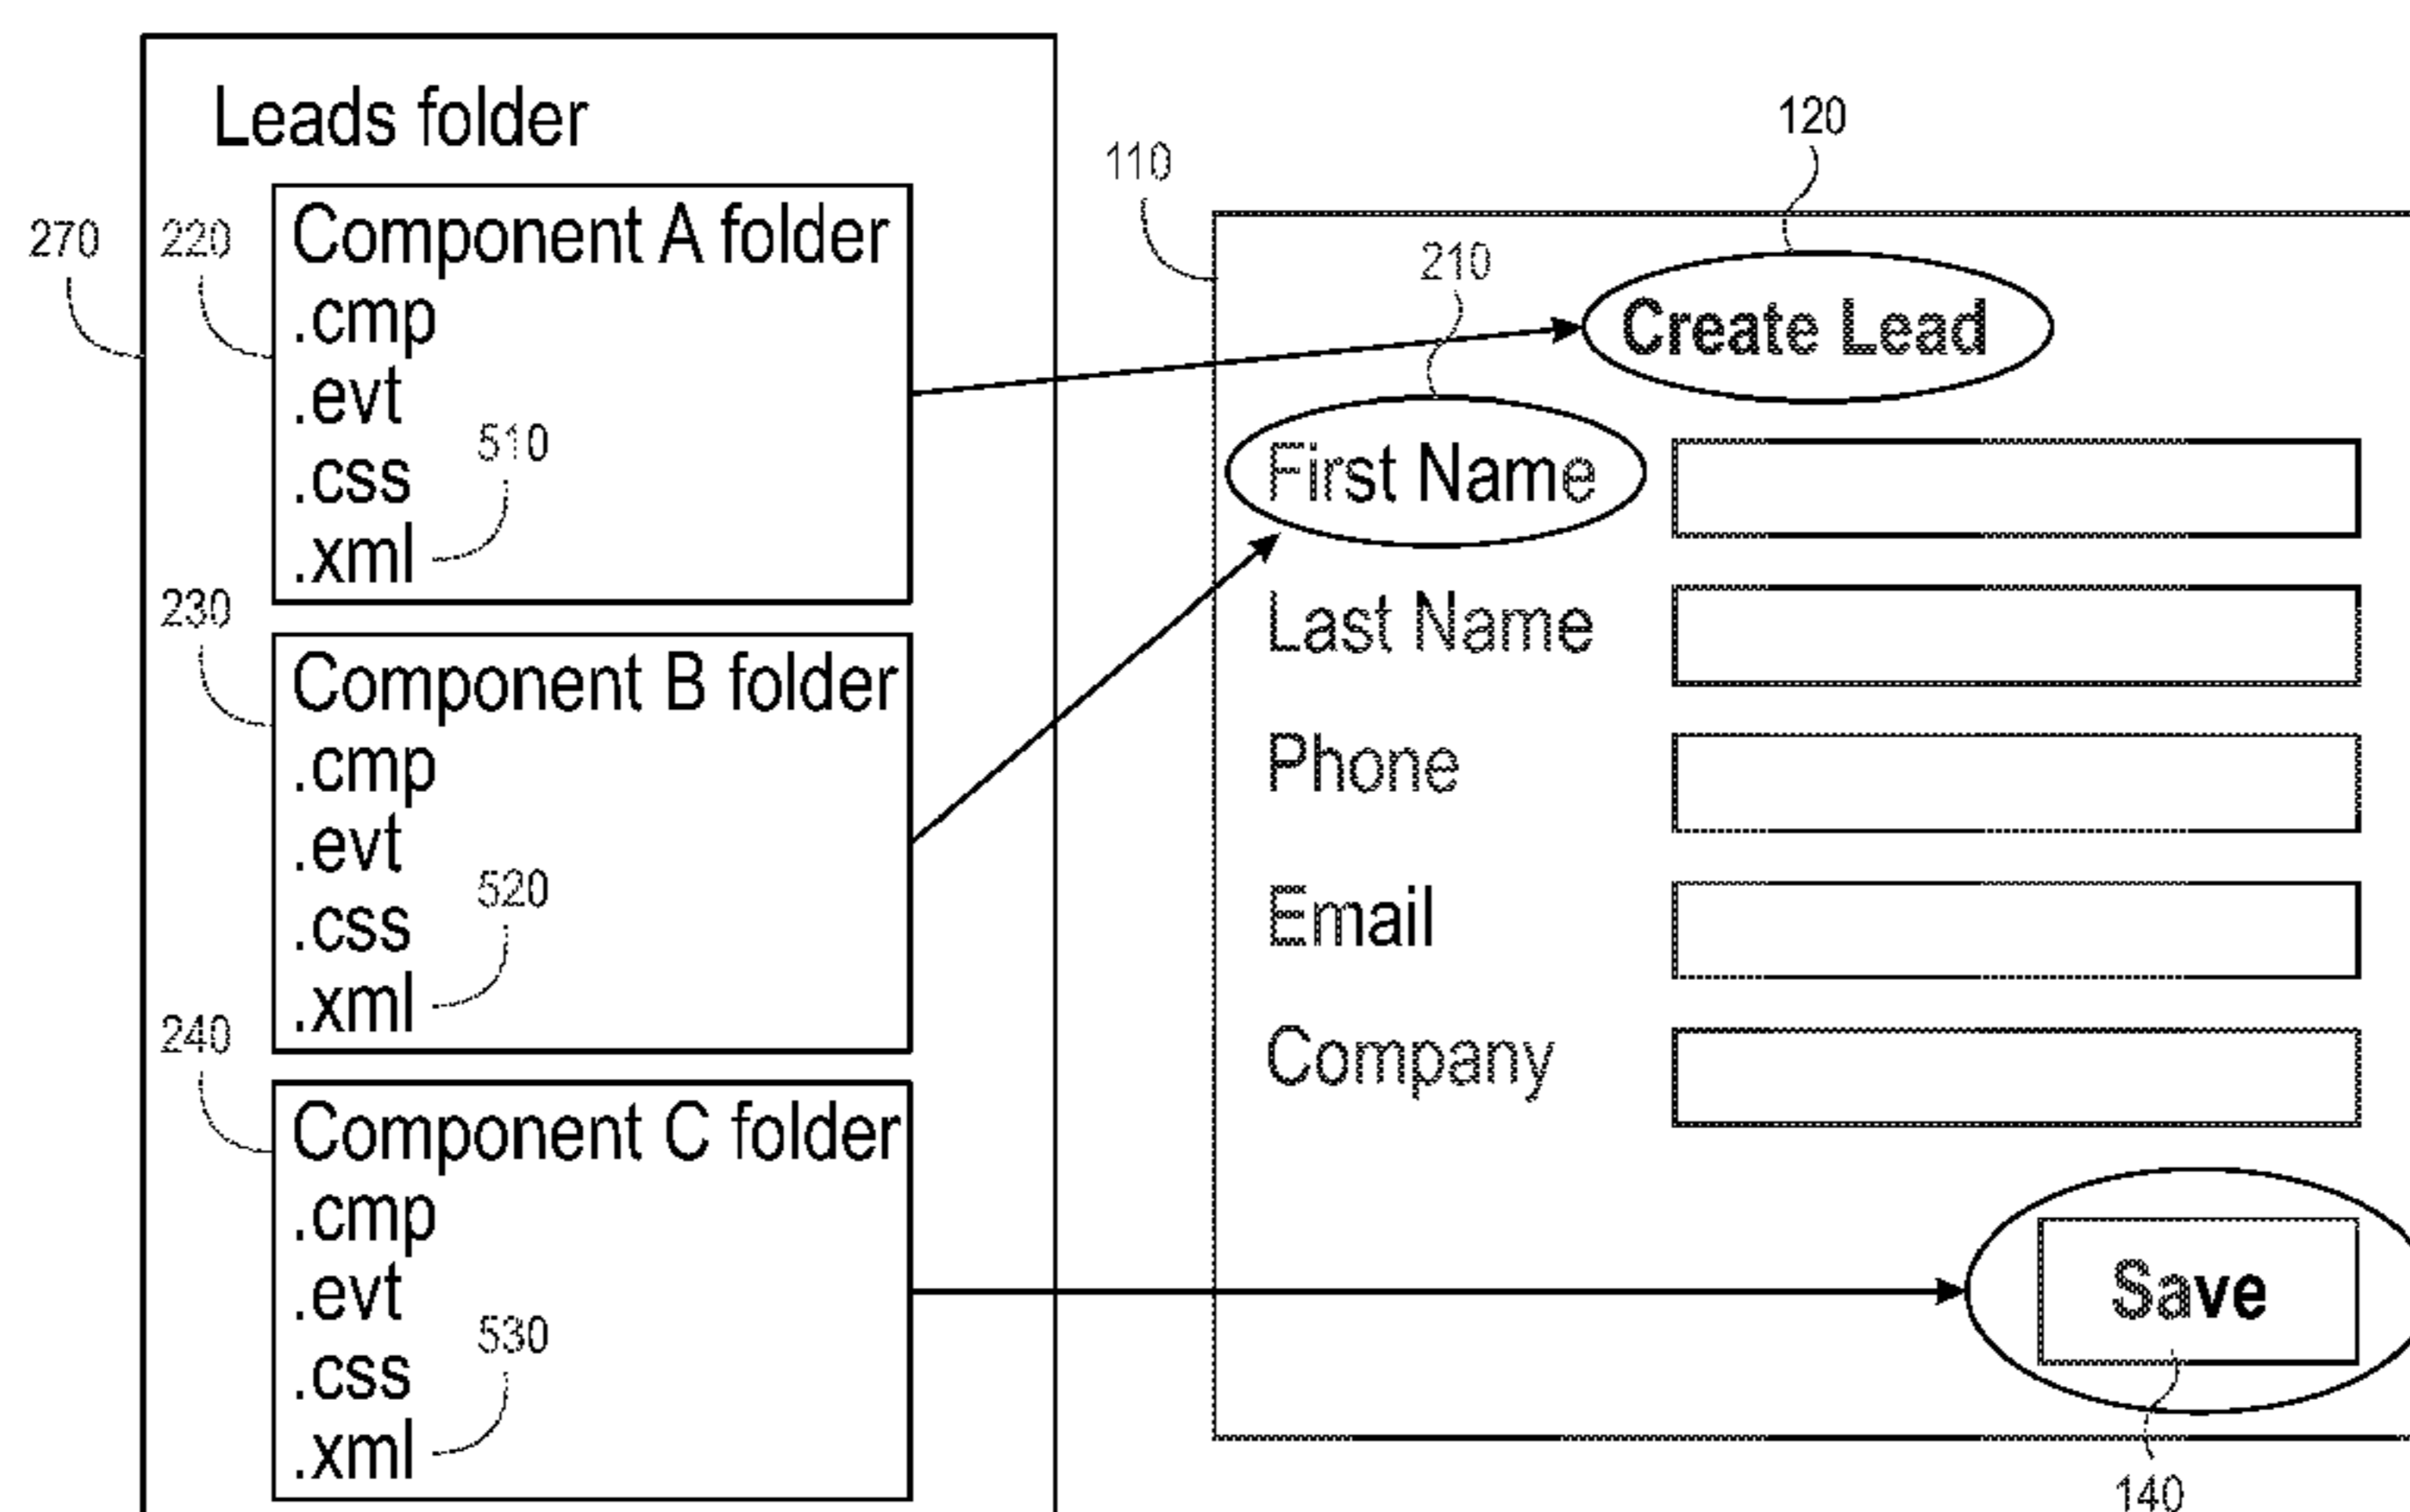 Leads folder
270
220
Component A folder
.cmp
.evt
.css
510
.xml
230
Component B folder
.cmp
.evt
.css
520
.xml
240
Component C folder
.cmp
.evt
.css
530
.xml
110
120
210
Create Lead
First Name
Last Name
Phone
Email
Company
Save
140